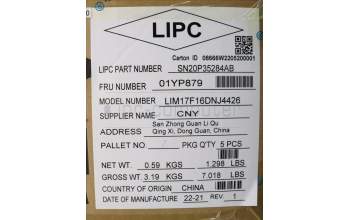 LIPC
Carton ID 08666W2205200001
LIPC PART NUMBER SN20P35284AB
FRU NUMBER 01YP879
MODEL NUMBER LIM17F16DNJ4426
SUPPLIER NAME CNY
ADDRESS San Zhong Guan Li Qu
Qing Xi, Dong Guan, China
PALLET NO. PKG Q'TY 5 PCS
NET WT. 0.59 KGS 1.298 LBS
GROSS WT. 3.19 KGS 7.018 LBS
COUNTRY OF ORIGIN CHINA
DATE OF MANUFACTURE 22-21 REV. 1